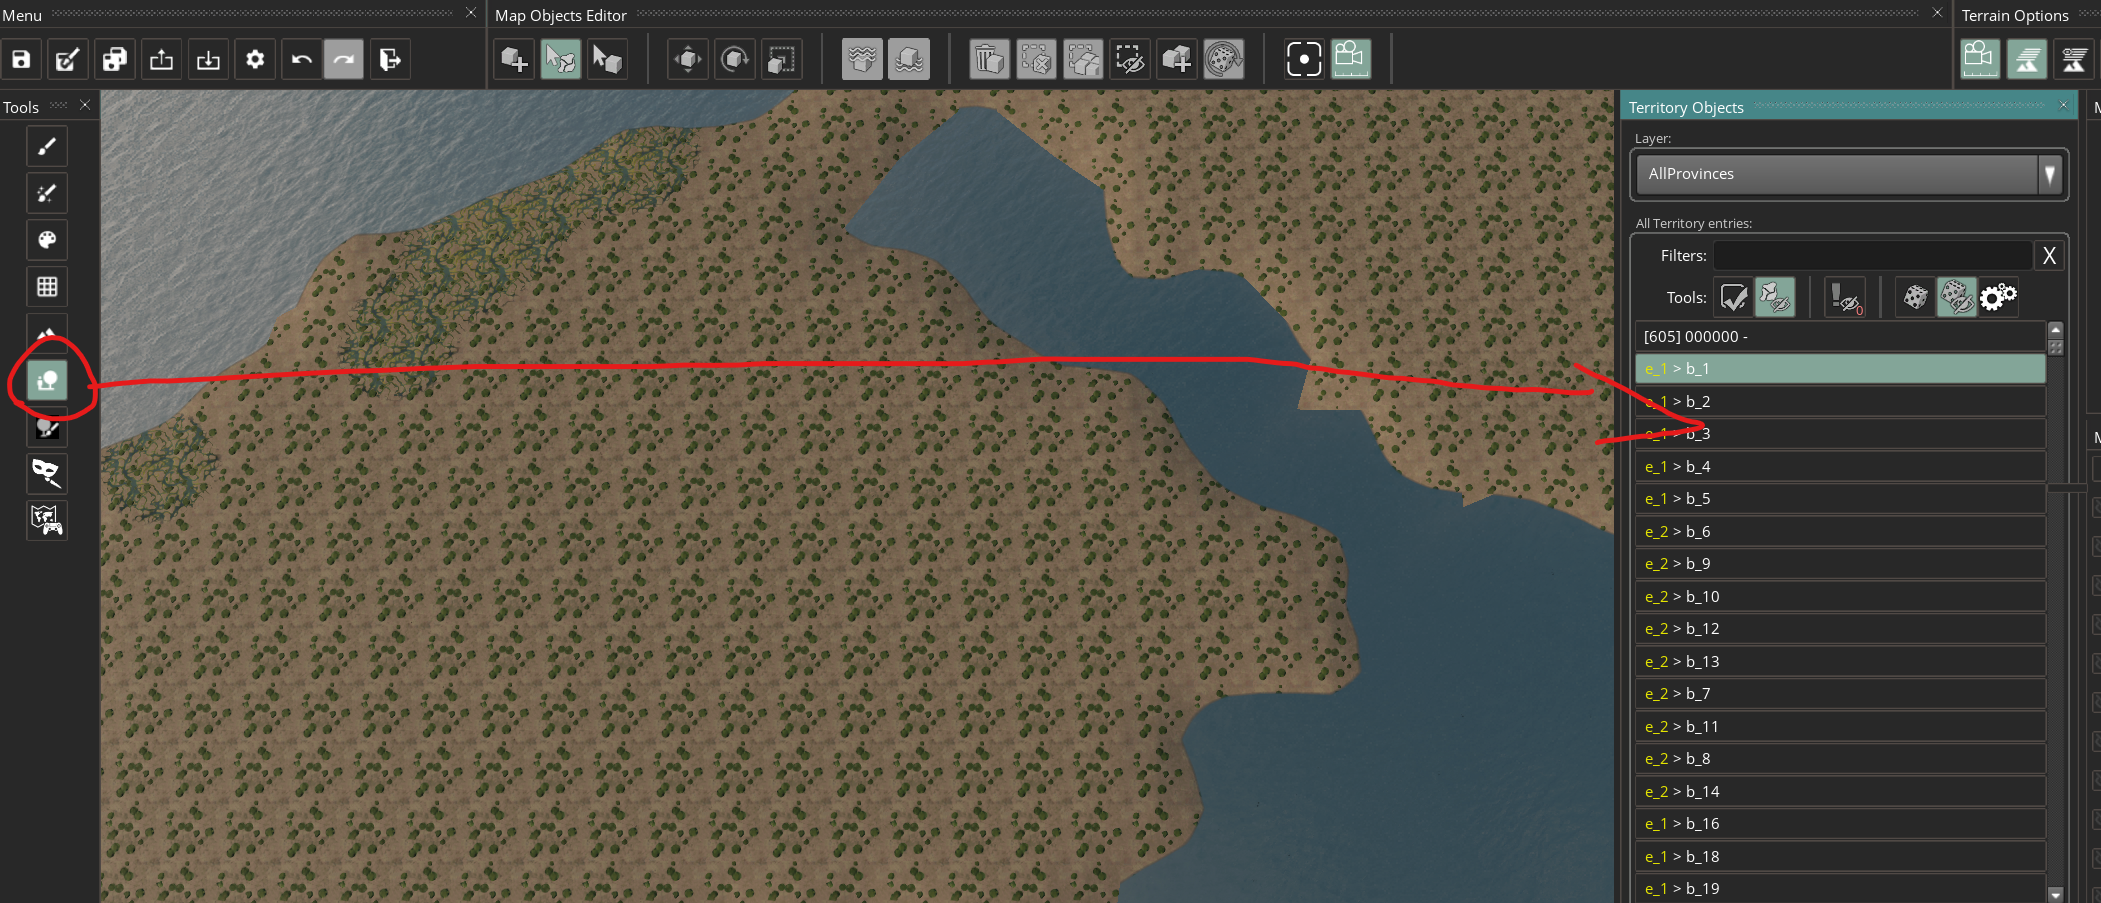 Menu
Map Objects Editor
Terrain Options
Tools
Territory Objects
Layer:
AllProvinces
All Territory entries:
Filters:
X
Tools:
0
[605] 000000 -
e_1 > b_1
e_1 > b_2
e_1 > b_3
e_1 > b_4
e_1 > b_5
e_2 > b_6
e_2 > b_9
e_2 > b_10
e_2 > b_12
e_2 > b_13
e_2 > b_7
e_2 > b_11
e_2 > b_8
e_2 > b_14
e_1 > b_16
e_1 > b_18
e_1 > b_19